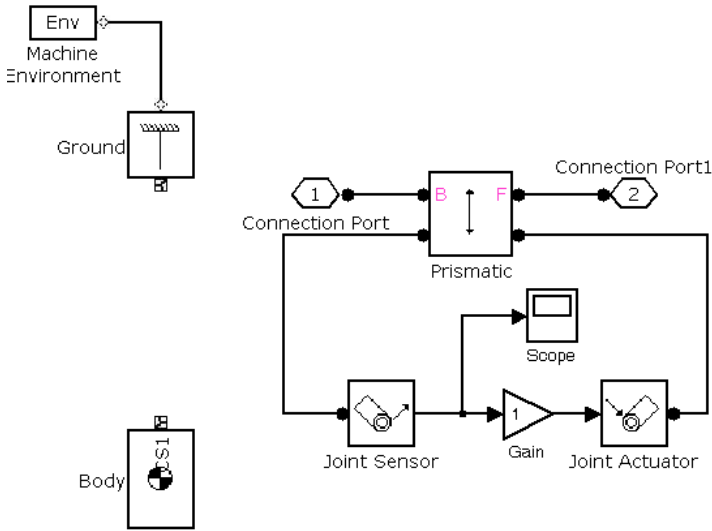 Env
Machine
Environment
Ground
1
Connection Port
B
F
Connection Port1
2
Prismatic
Scope
Joint Sensor
1
Gain
Joint Actuator
Body
CS1